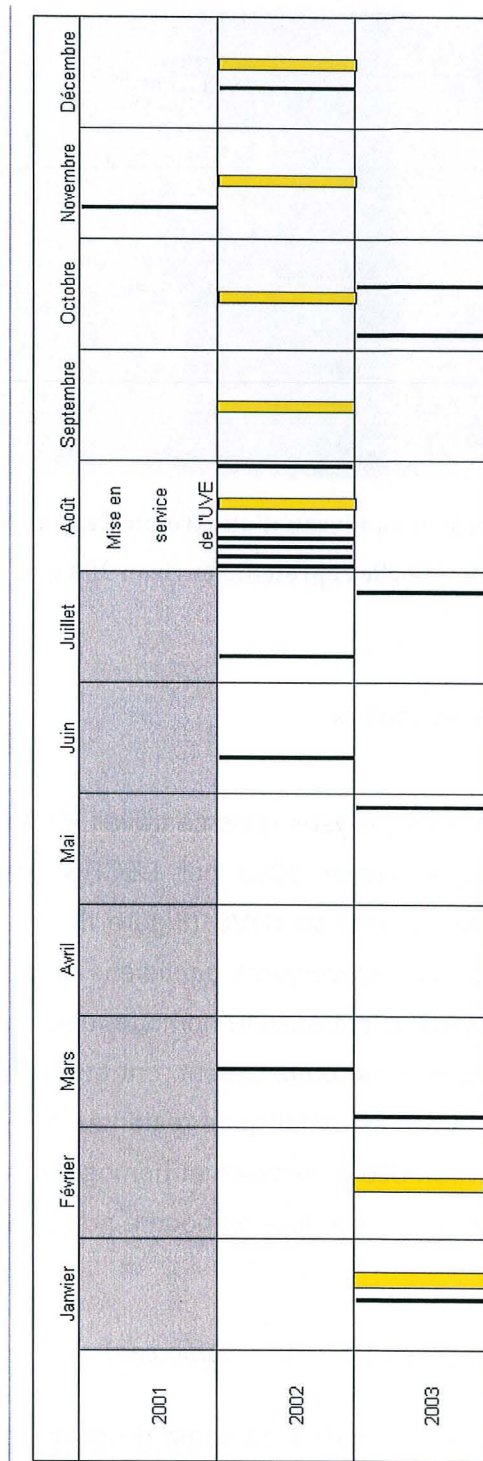 Janvier
Février
Mars
Avril
Mai
Juin
Juillet
Août
Septembre
Octobre
Novembre
Décembre
2001
Mise en
service
de l'UVE
2002
2003